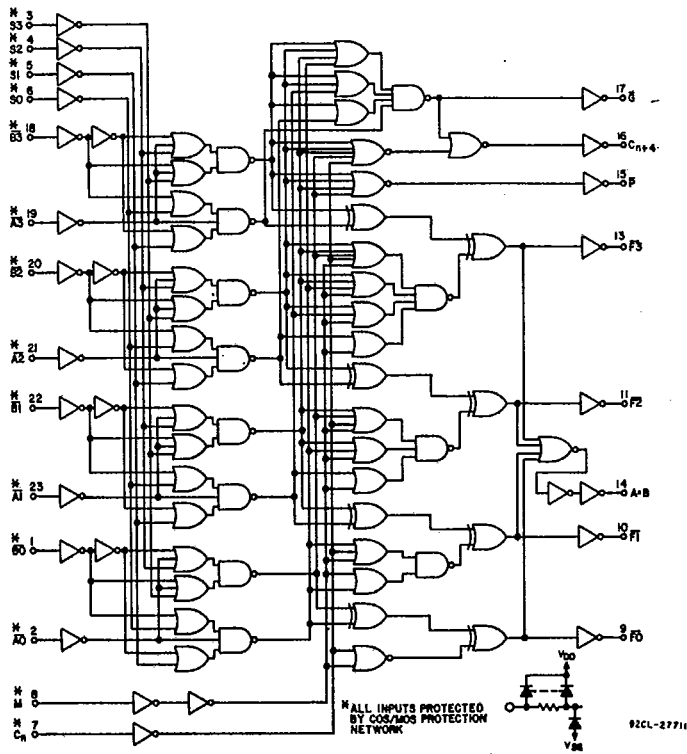 * 3
S3
* 4
S2
* 5
S1
* 6
S0
* 18
B3
* 19
A3
* 20
B2
* 21
A2
* 22
B1
* 23
A1
* 1
B0
* 2
A0
* 8
M
* 7
Cn
17
G
16
Cn+4
15
P
13
F3
11
F2
14
A=B
10
F1
9
F0
VDD
VSS
* ALL INPUTS PROTECTED
BY COS/MOS PROTECTION
NETWORK
92CL-27711